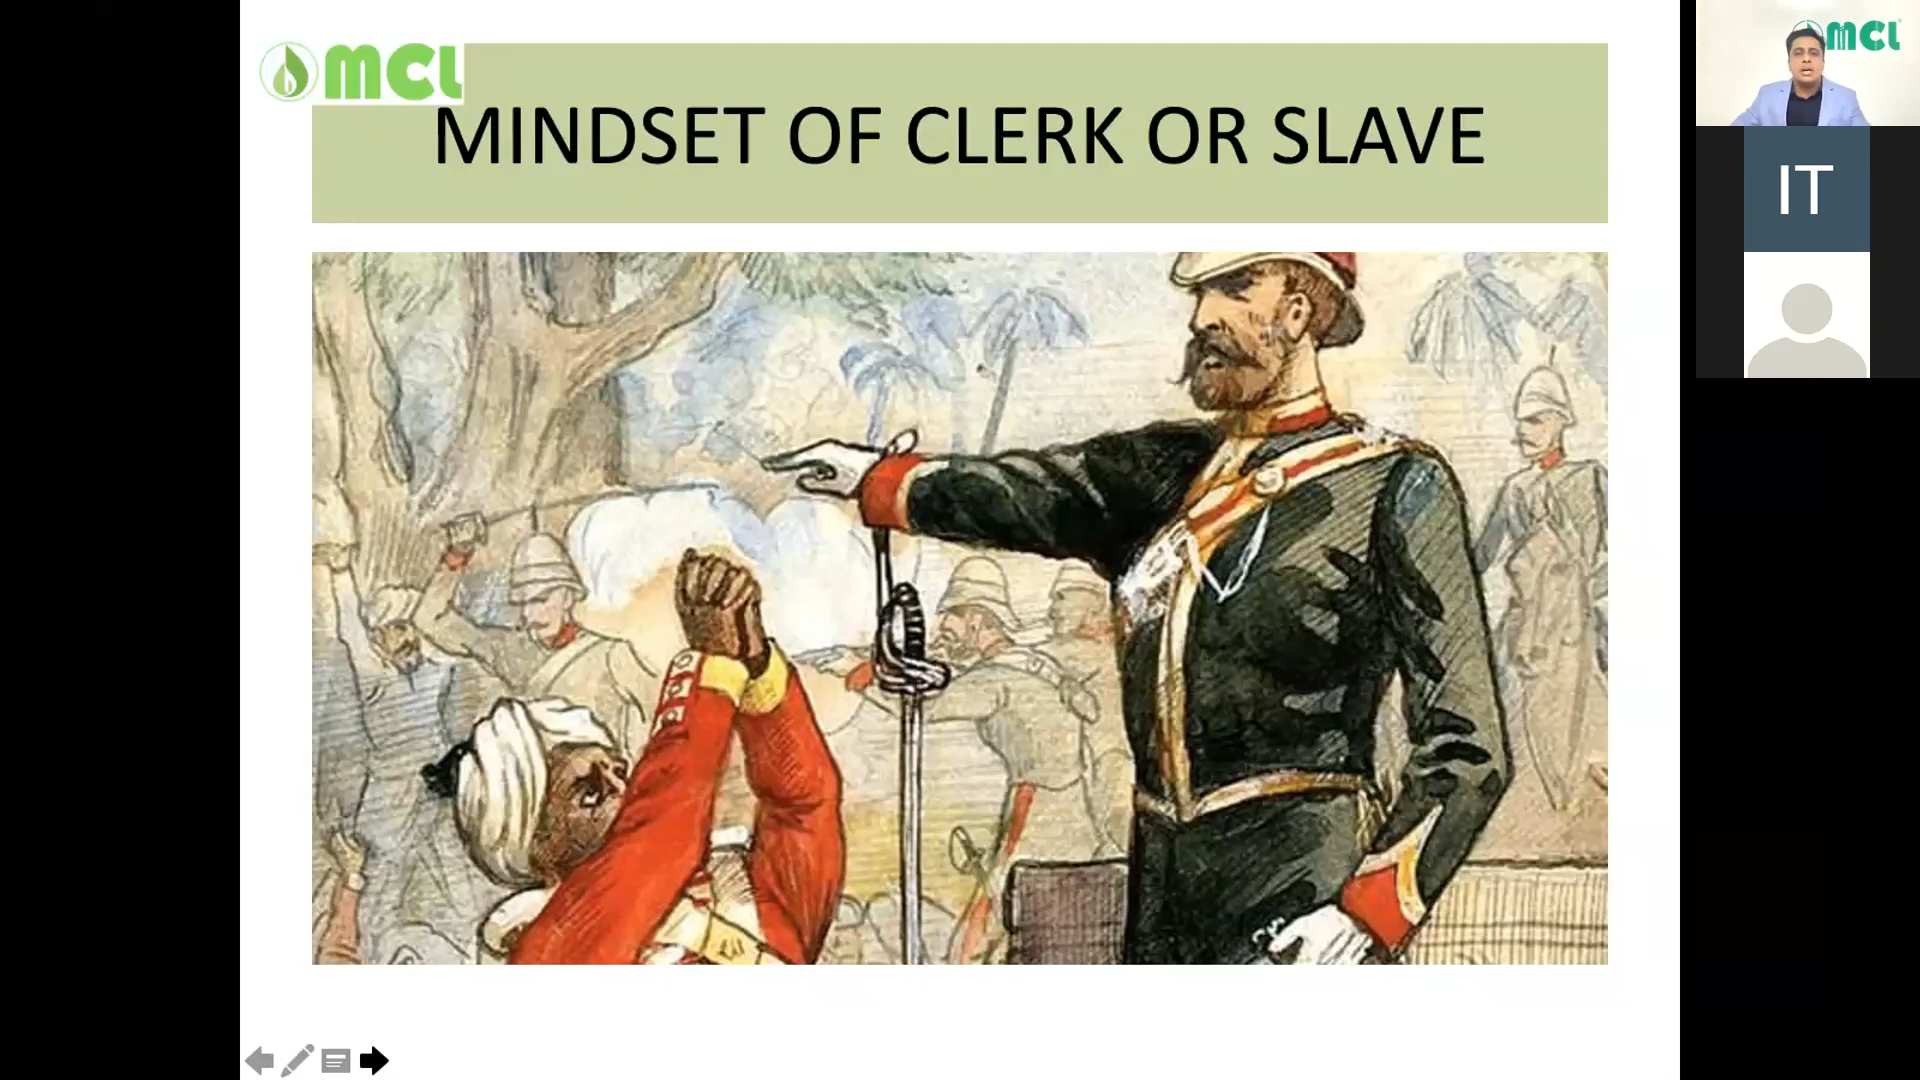 mCL
MINDSET OF CLERK OR SLAVE
mCL
IT